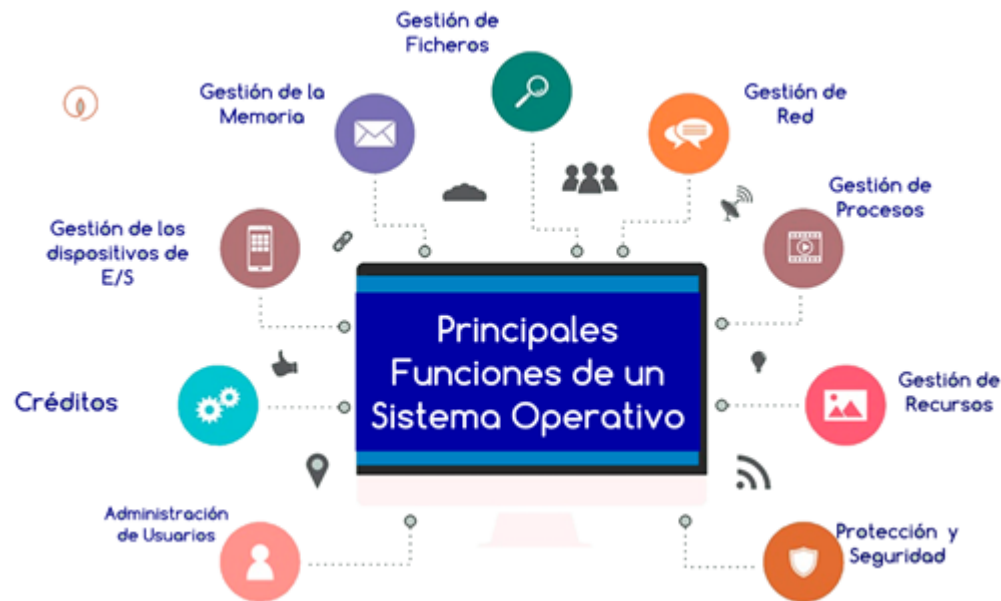 Gestión de
Ficheros
Gestión de la
Memoria
Gestión de
Red
Gestión de
Procesos
Gestión de los
dispositivos de
E/S
Principales
Funciones de un
Sistema Operativo
Créditos
Gestión de
Recursos
Administración
de Usuarios
Protección y
Seguridad